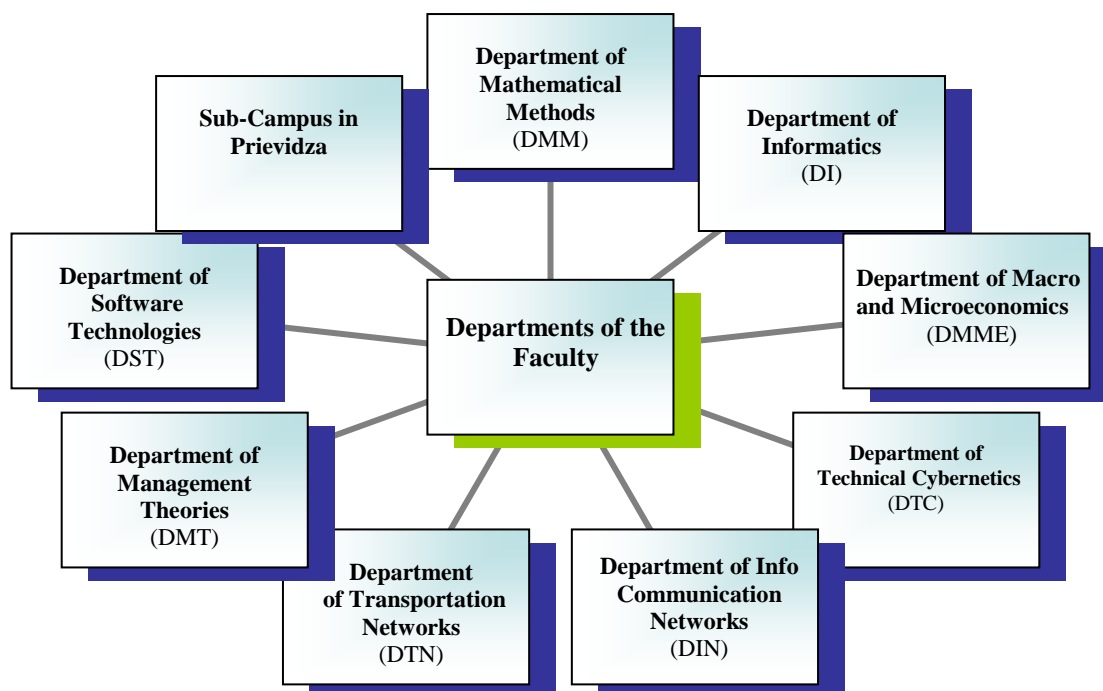 Department of
Mathematical
Methods
(DMM)
Sub-Campus in
Prievidza
Department of
Informatics
(DI)
Department of
Software
Technologies
(DST)
Departments of the
Faculty
Department of Macro
and Microeconomics
(DMME)
Department of
Management
Theories
(DMT)
Department of
Technical Cybernetics
(DTC)
Department
of Transportation
Networks
(DTN)
Department of Info
Communication
Networks
(DIN)